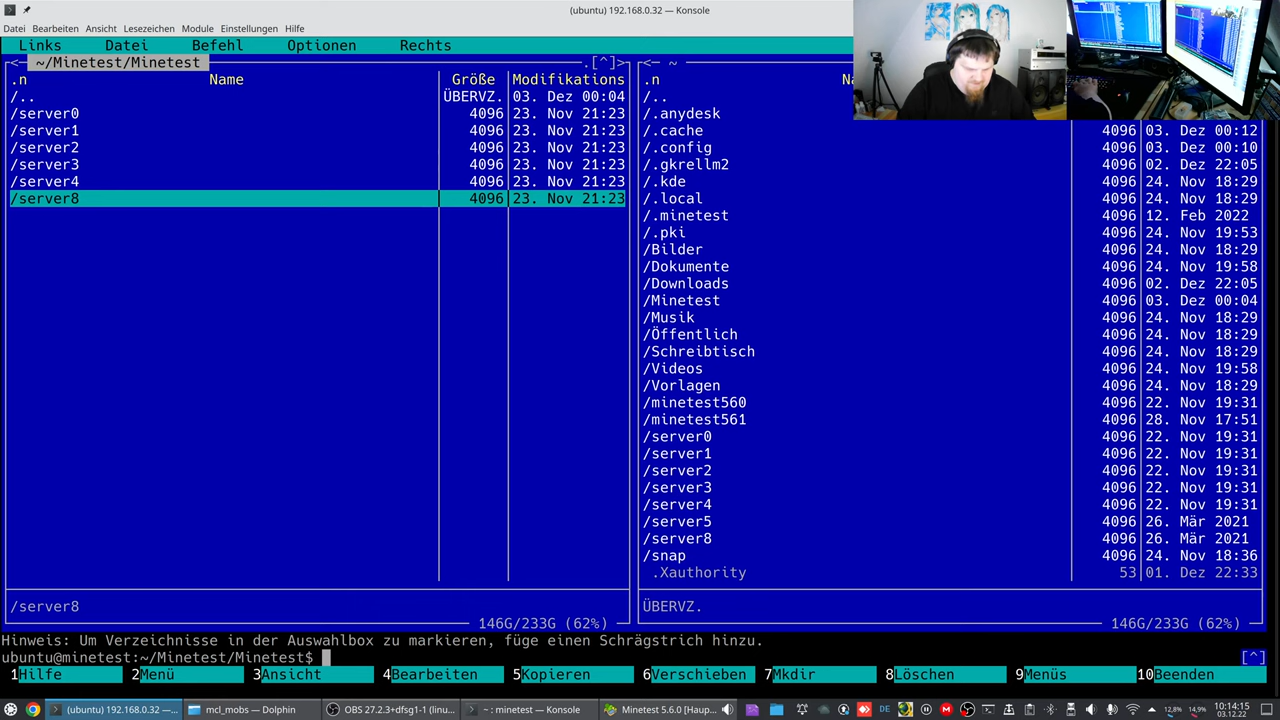 (ubuntu) 192.168.0.32 — Konsole
Datei Bearbeiten Ansicht Lesezeichen Module Einstellungen Hilfe
Links Datei Befehl Optionen Rechts
<─ ~/Minetest/Minetest .[^]>
.n Name Größe Modifikations
/.. ÜBERVZ. 03. Dez 00:04
/server0 4096 23. Nov 21:23
/server1 4096 23. Nov 21:23
/server2 4096 23. Nov 21:23
/server3 4096 23. Nov 21:23
/server4 4096 23. Nov 21:23
/server8 4096 23. Nov 21:23
/server8
146G/233G (62%)
<─ ~
.n
/..
/.anydesk
/.cache 4096 03. Dez 00:12
/.config 4096 03. Dez 00:10
/.gkrellm2 4096 02. Dez 22:05
/.kde 4096 24. Nov 18:29
/.local 4096 24. Nov 18:29
/.minetest 4096 12. Feb 2022
/.pki 4096 24. Nov 19:53
/Bilder 4096 24. Nov 18:29
/Dokumente 4096 24. Nov 19:58
/Downloads 4096 02. Dez 22:05
/Minetest 4096 03. Dez 00:04
/Musik 4096 24. Nov 18:29
/Öffentlich 4096 24. Nov 18:29
/Schreibtisch 4096 24. Nov 18:29
/Videos 4096 24. Nov 19:58
/Vorlagen 4096 24. Nov 18:29
/minetest560 4096 22. Nov 19:31
/minetest561 4096 28. Nov 17:51
/server0 4096 22. Nov 19:31
/server1 4096 22. Nov 19:31
/server2 4096 22. Nov 19:31
/server3 4096 22. Nov 19:31
/server4 4096 22. Nov 19:31
/server5 4096 26. Mär 2021
/server8 4096 26. Mär 2021
/snap 4096 24. Nov 18:36
.Xauthority 53 01. Dez 22:33
ÜBERVZ.
146G/233G (62%)
Hinweis: Um Verzeichnisse in der Auswahlbox zu markieren, füge einen Schrägstrich hinzu.
ubuntu@minetest:~/Minetest/Minetest$ [^]
1Hilfe 2Menü 3Ansicht 4Bearbeiten 5Kopieren 6Verschieben 7Mkdir 8Löschen 9Menüs 10Beenden
(ubuntu) 192.168.0.32 —... mcl_mobs — Dolphin OBS 27.2.3+dfsg1-1 (linu... ~ : minetest — Konsole Minetest 5.6.0 [Haup... DE 12,8% 14,9% 10:14:15
03.12.22